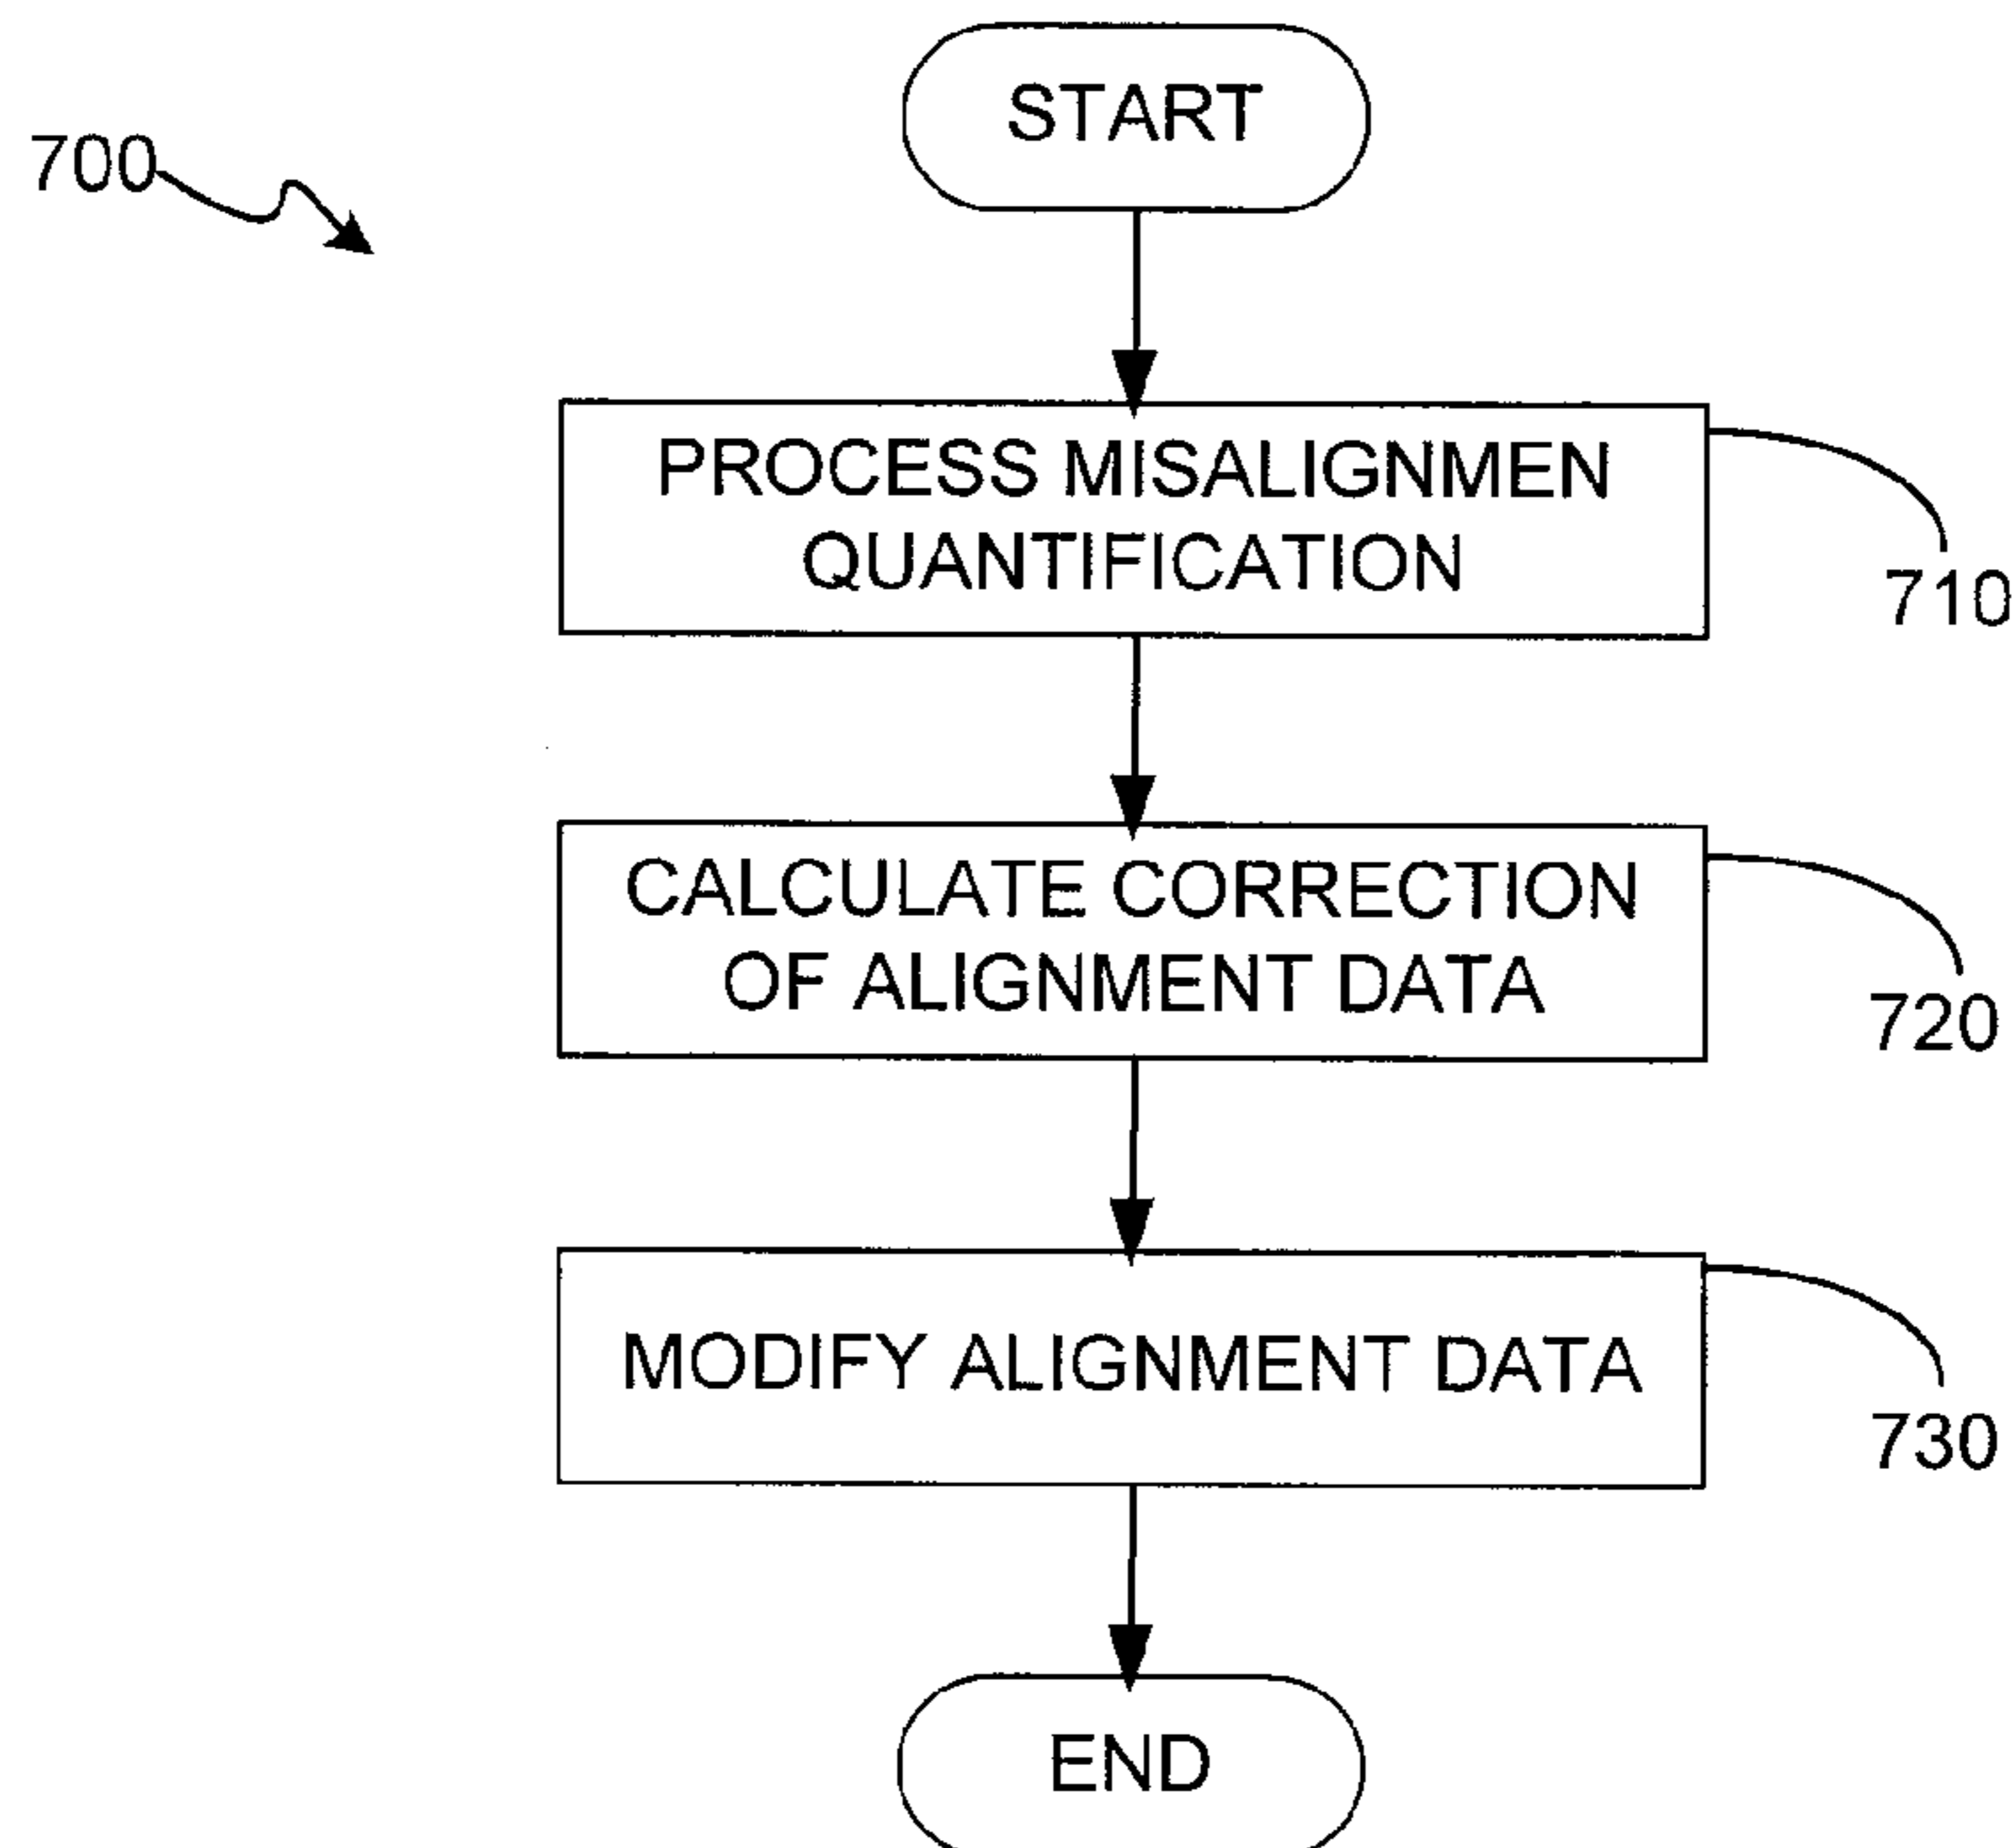 START
700
PROCESS MISALIGNMEN
QUANTIFICATION
710
CALCULATE CORRECTION
OF ALIGNMENT DATA
720
MODIFY ALIGNMENT DATA
730
END